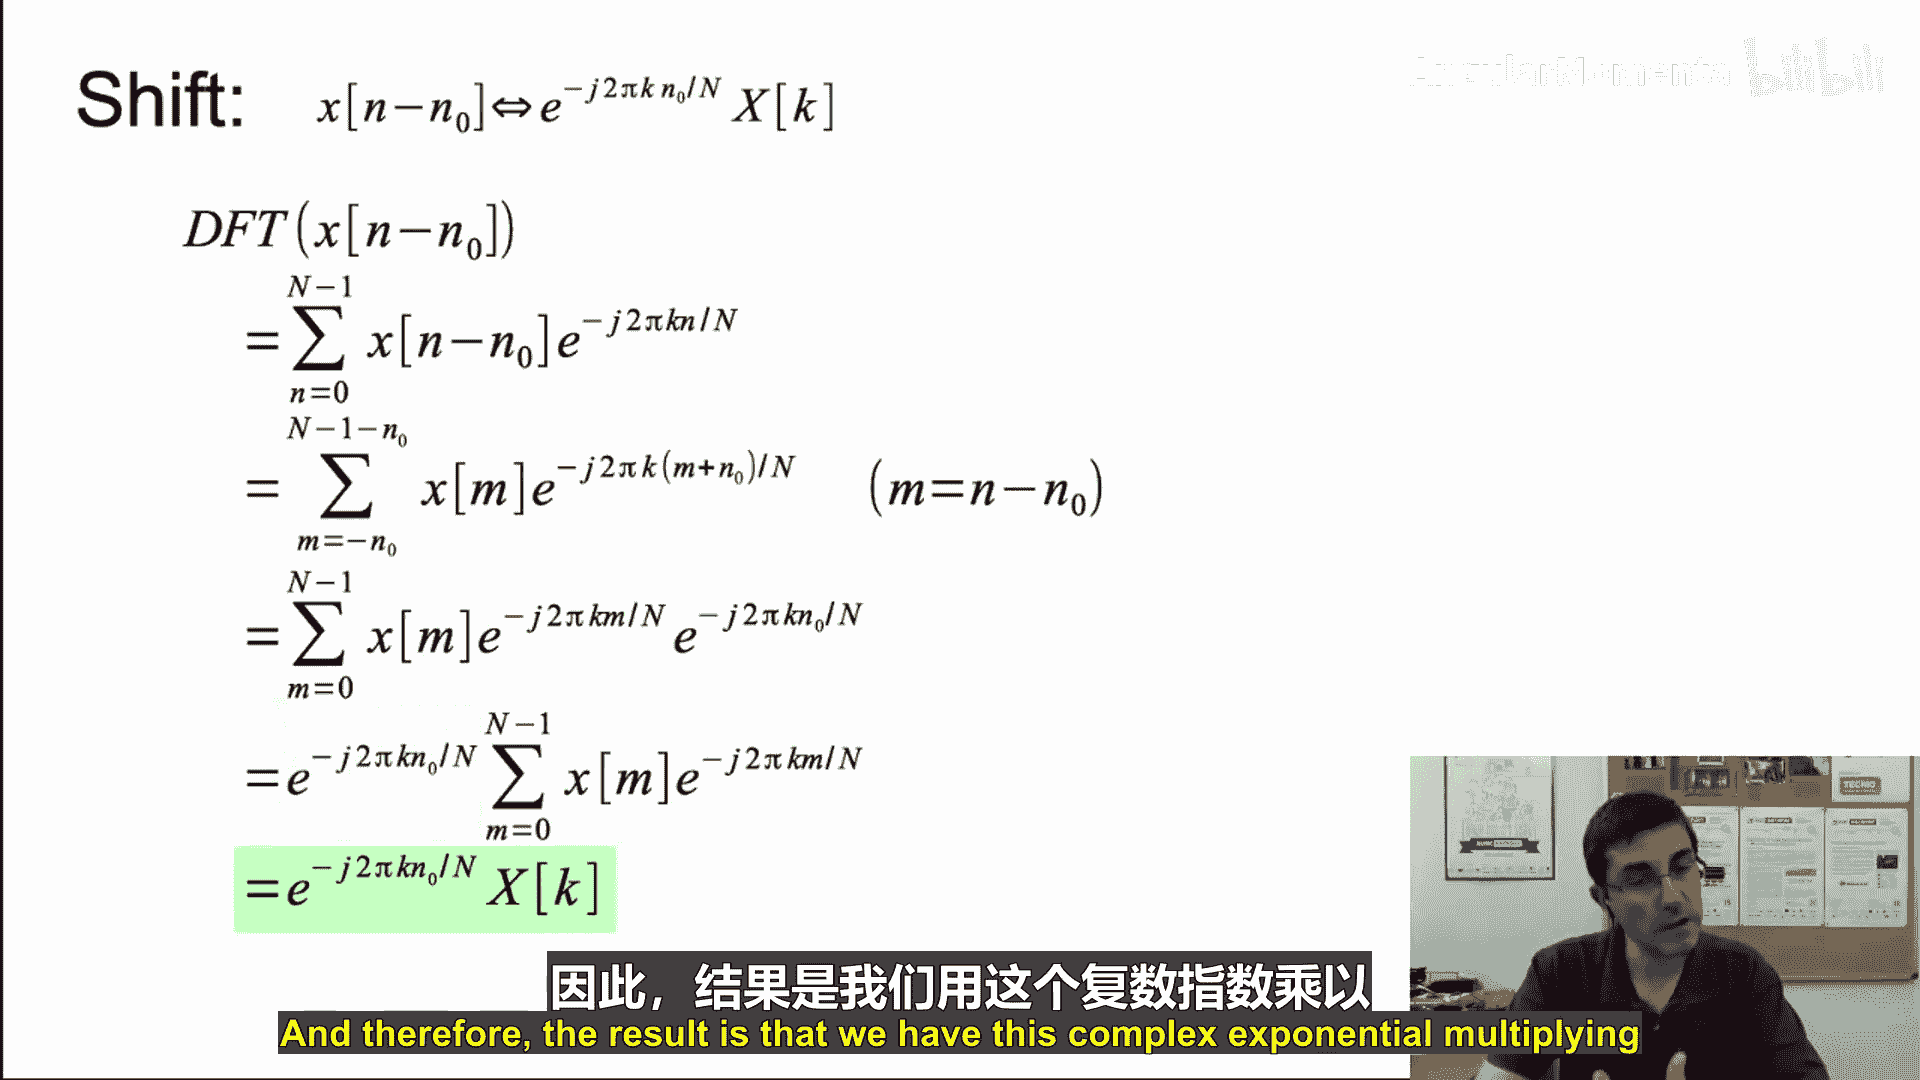 Shift: x[n−n₀]⇔e^{−j2πkn₀/N} X[k]
bilibili
DFT(x[n−n₀])
=∑_{n=0}^{N−1} x[n−n₀]e^{−j2πkn/N}
=∑_{m=−n₀}^{N−1−n₀} x[m]e^{−j2πk(m+n₀)/N} (m=n−n₀)
=∑_{m=0}^{N−1} x[m]e^{−j2πkm/N} e^{−j2πkn₀/N}
=e^{−j2πkn₀/N} ∑_{m=0}^{N−1} x[m]e^{−j2πkm/N}
=e^{−j2πkn₀/N} X[k]
因此，结果是我们用这个复数指数乘以
And therefore, the result is that we have this complex exponential multiplying